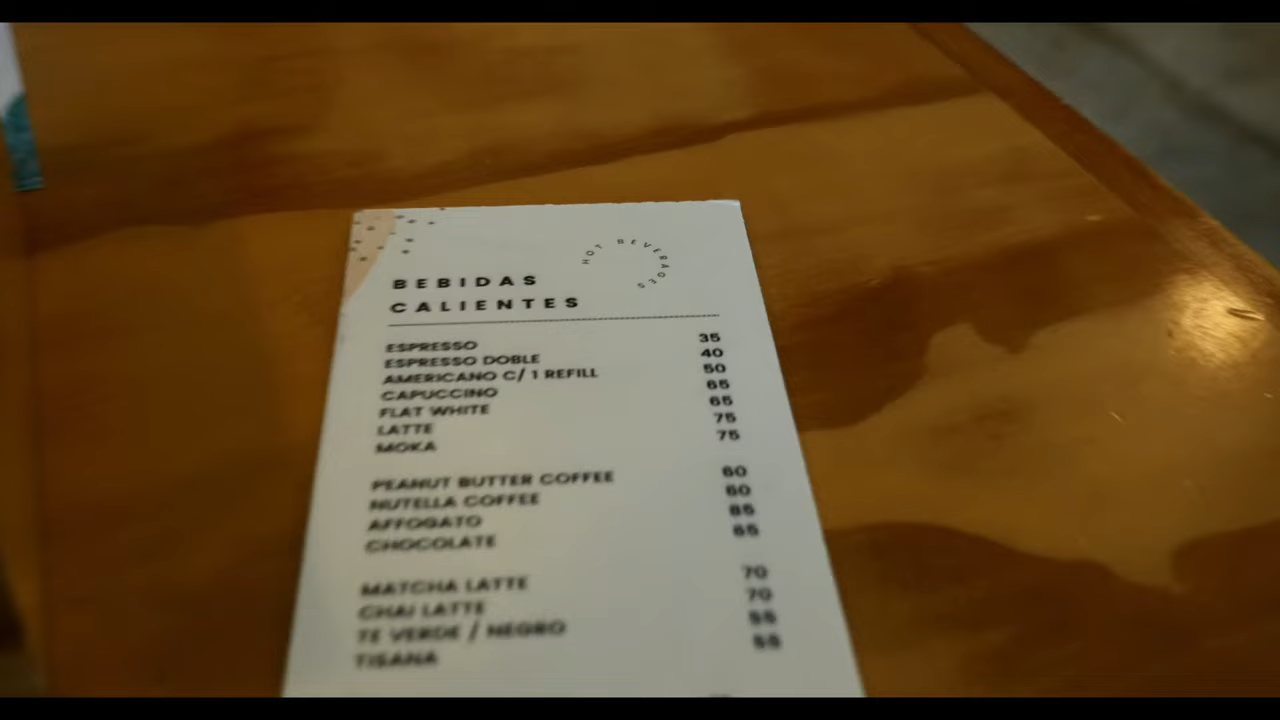 HOT BEVERAGES
BEBIDAS
CALIENTES
ESPRESSO 35
ESPRESSO DOBLE 40
AMERICANO C/ 1 REFILL 50
CAPUCCINO 65
FLAT WHITE 65
LATTE 75
MOKA 75
PEANUT BUTTER COFFEE 60
NUTELLA COFFEE 60
AFFOGATO 85
CHOCOLATE 65
MATCHA LATTE 70
CHAI LATTE 70
TE VERDE / NEGRO
TISANA